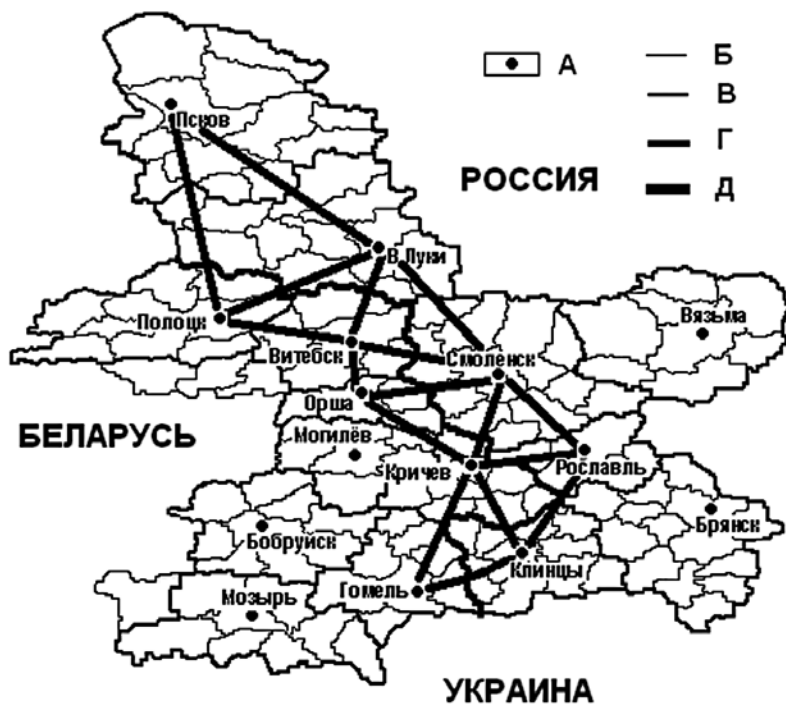 А
Б
В
Г
Д
Псков
РОССИЯ
В Луки
Полоцк
Витебск
Вязьма
Смоленск
Орша
БЕЛАРУСЬ
Могилёв
Кричев
Рославль
Брянск
Бобруйск
Клинцы
Гомель
Мозырь
УКРАИНА